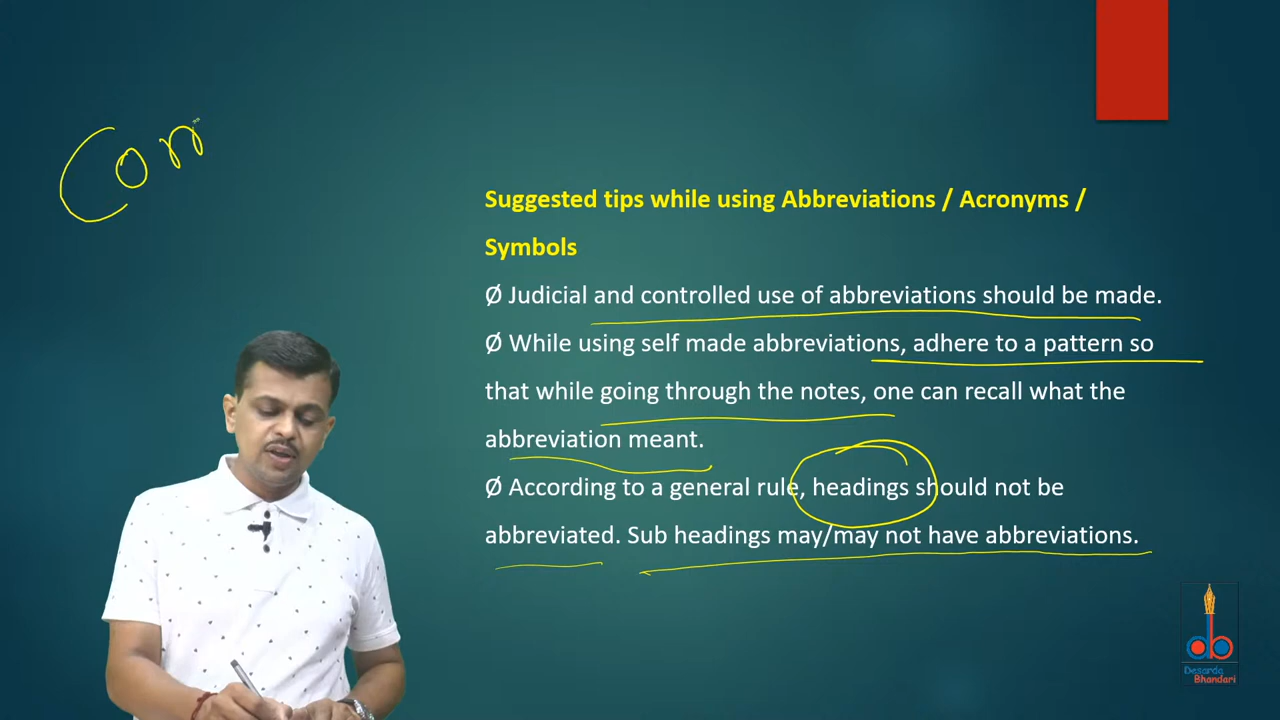 Con
Suggested tips while using Abbreviations / Acronyms /
Symbols
Ø Judicial and controlled use of abbreviations should be made.
Ø While using self made abbreviations, adhere to a pattern so
that while going through the notes, one can recall what the
abbreviation meant.
Ø According to a general rule, headings should not be
abbreviated. Sub headings may/may not have abbreviations.
db
Desarda
Bhandari